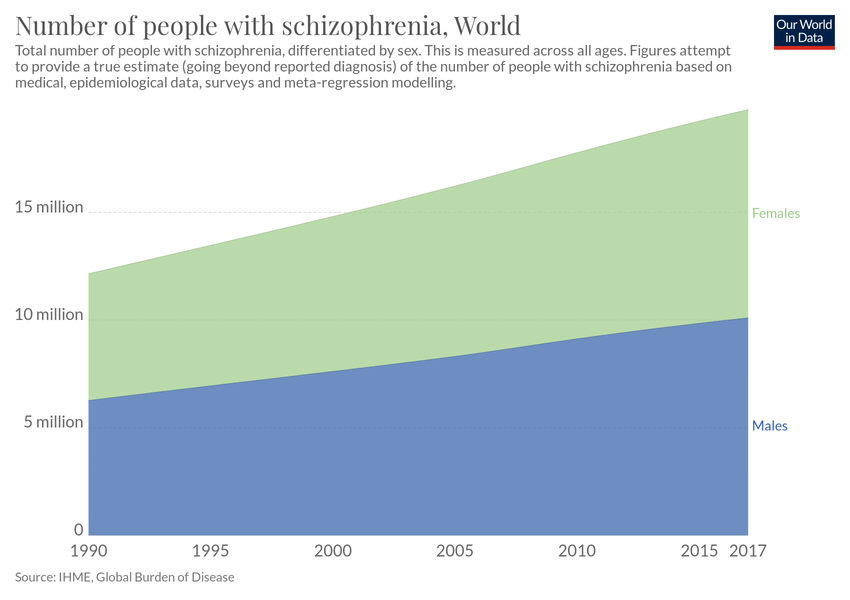 Number of people with schizophrenia, World
Our World
in Data
Total number of people with schizophrenia, differentiated by sex. This is measured across all ages. Figures attempt
to provide a true estimate (going beyond reported diagnosis) of the number of people with schizophrenia based on
medical, epidemiological data, surveys and meta-regression modelling.
15 million
Females
10 million
5 million
Males
0
1990 1995 2000 2005 2010 2015 2017
Source: IHME, Global Burden of Disease